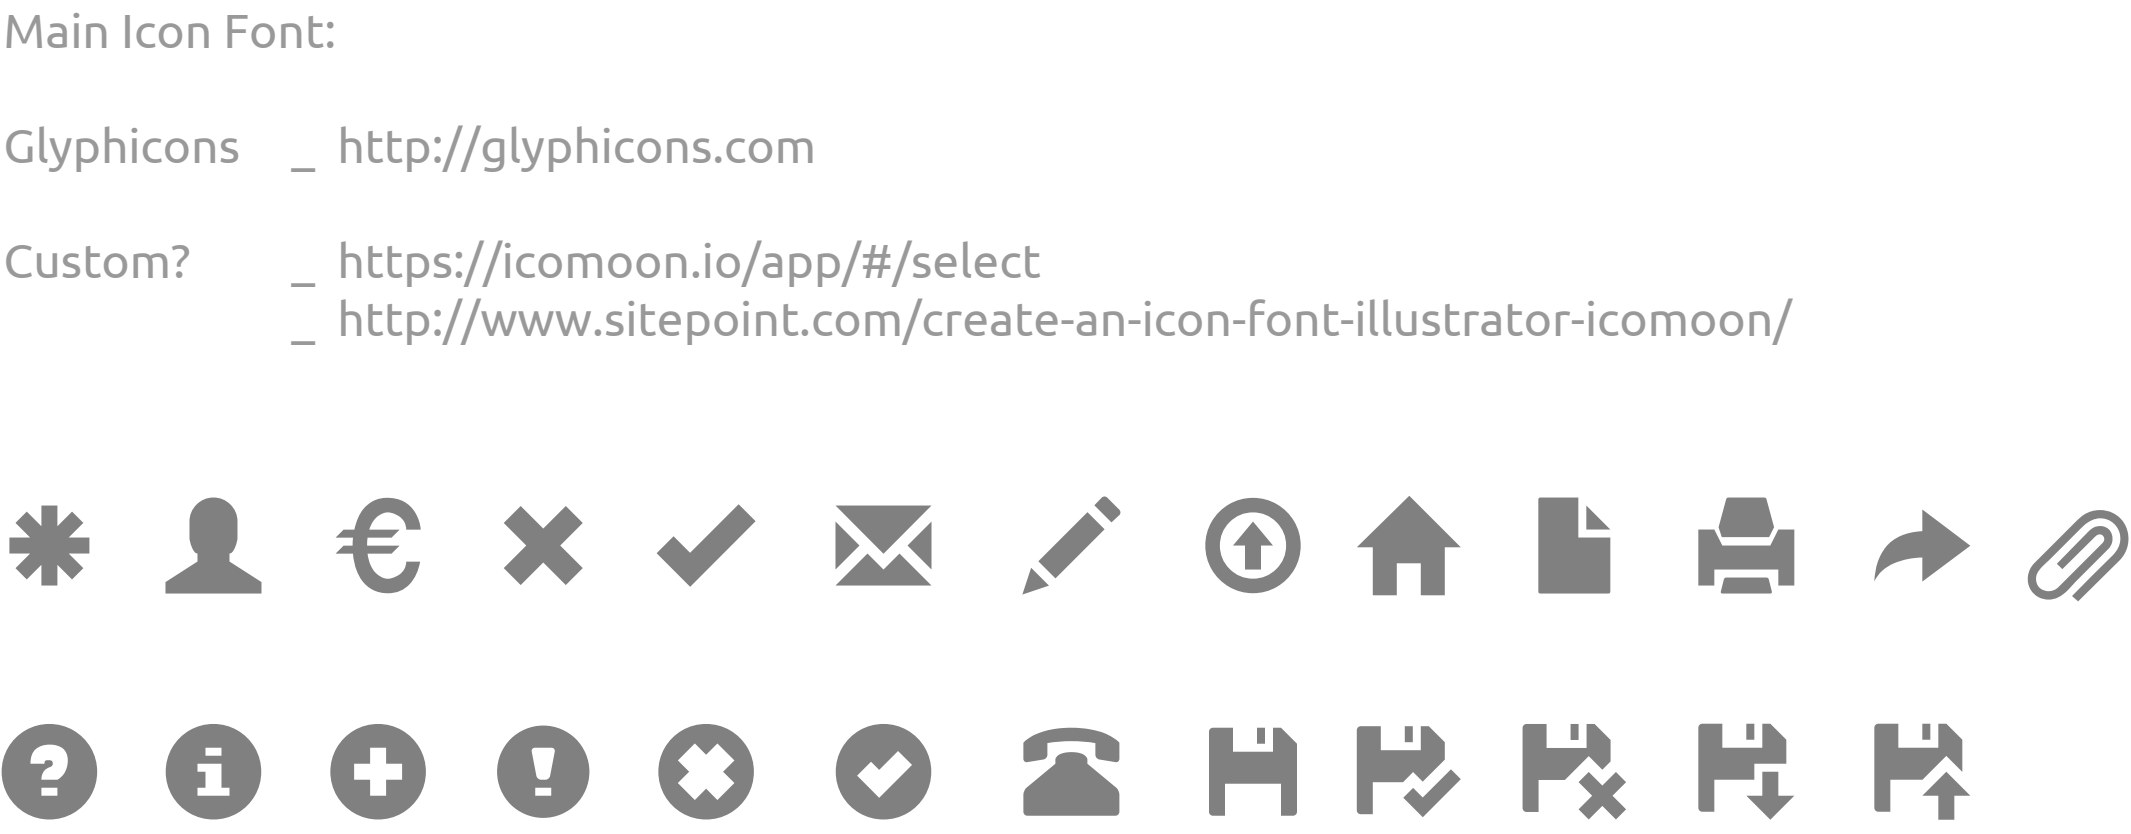 Main Icon Font:
Glyphicons _ http://glyphicons.com
Custom? _ https://icomoon.io/app/#/select
_ http://www.sitepoint.com/create-an-icon-font-illustrator-icomoon/